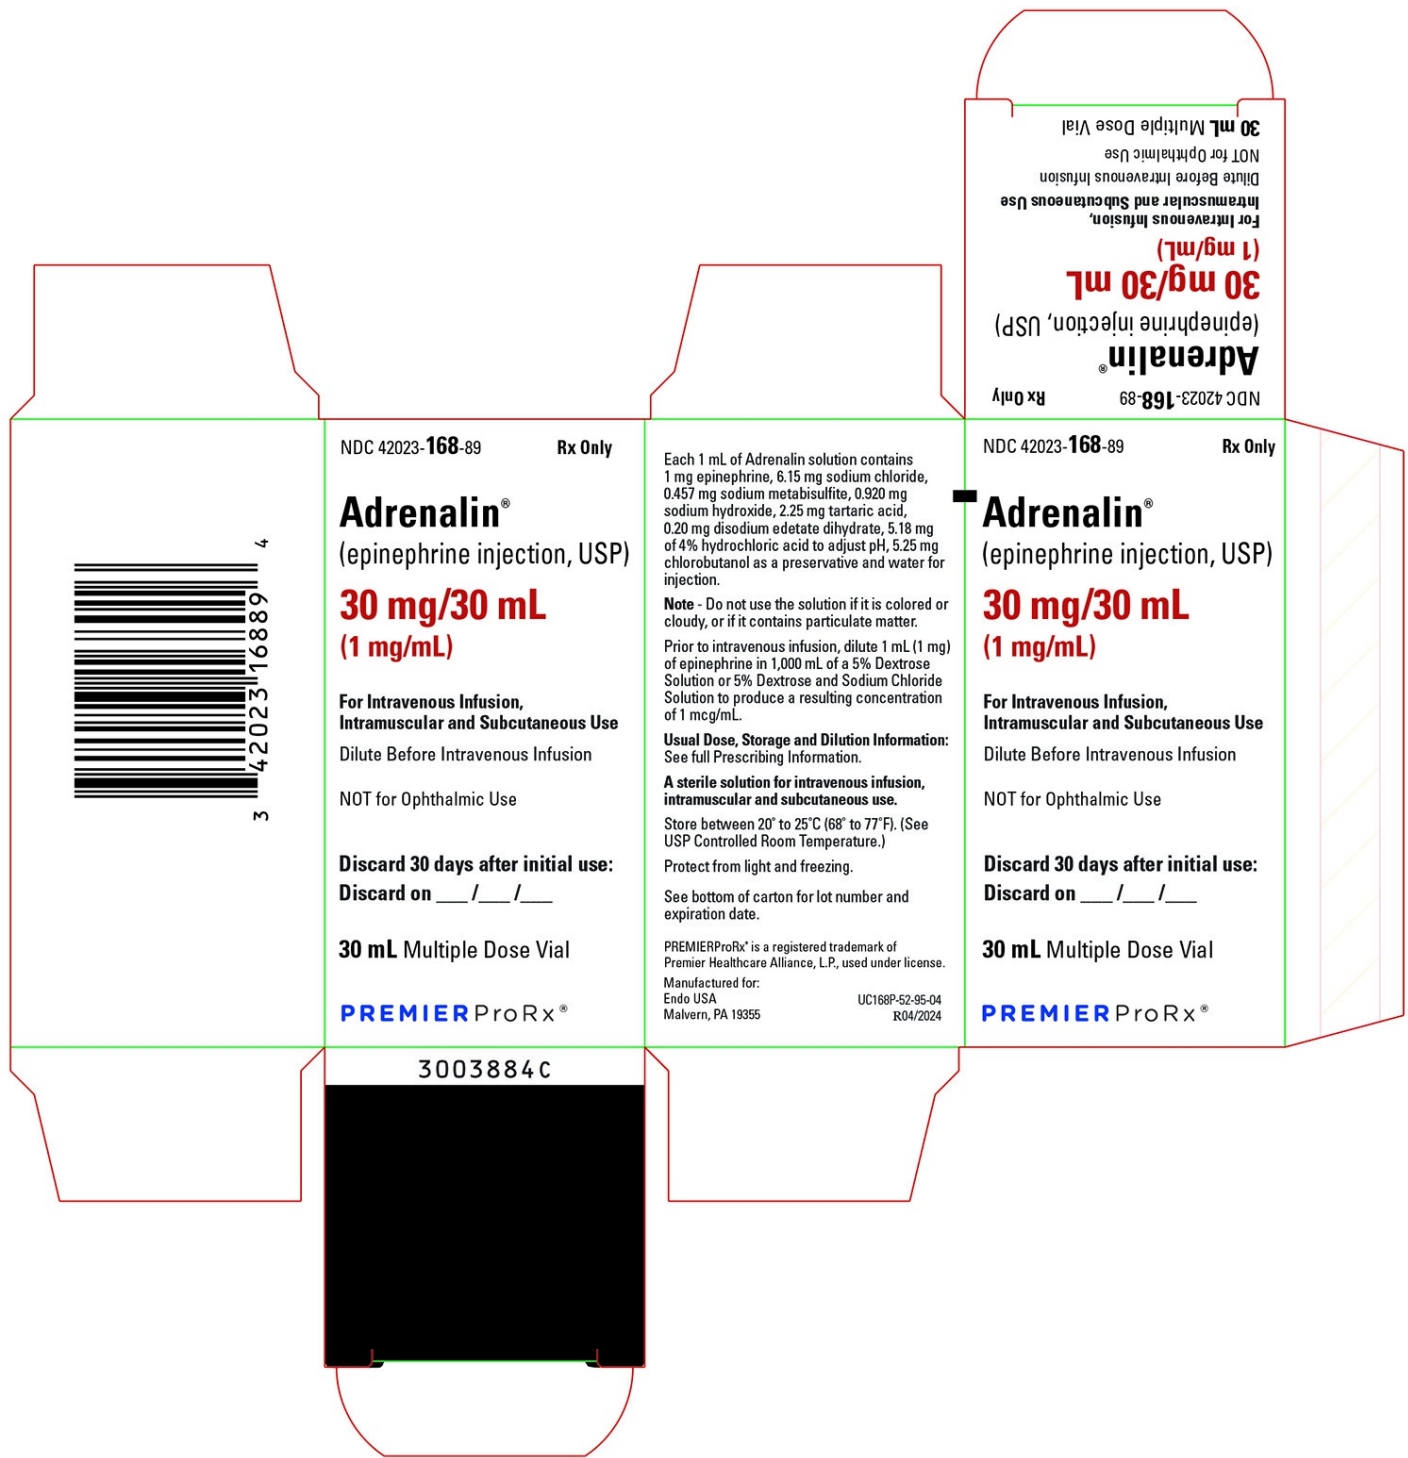 30 mL Multiple Dose Vial
NOT for Ophthalmic Use
Dilute Before Intravenous Infusion
For Intravenous Infusion,
Intramuscular and Subcutaneous Use
30 mg/30 mL
(1 mg/mL)
Adrenalin®
(epinephrine injection, USP)
NDC 42023-168-89 Rx Only
3 4202316889 4
NDC 42023-168-89 Rx Only
Adrenalin®
(epinephrine injection, USP)
30 mg/30 mL
(1 mg/mL)
For Intravenous Infusion,
Intramuscular and Subcutaneous Use
Dilute Before Intravenous Infusion
NOT for Ophthalmic Use
Discard 30 days after initial use:
Discard on ___ /___ /___
30 mL Multiple Dose Vial
PREMIERProRx®
Each 1 mL of Adrenalin solution contains
1 mg epinephrine, 6.15 mg sodium chloride,
0.457 mg sodium metabisulfite, 0.920 mg
sodium hydroxide, 2.25 mg tartaric acid,
0.20 mg disodium edetate dihydrate, 5.18 mg
of 4% hydrochloric acid to adjust pH, 5.25 mg
chlorobutanol as a preservative and water for
injection.
Note - Do not use the solution if it is colored or
cloudy, or if it contains particulate matter.
Prior to intravenous infusion, dilute 1 mL (1 mg)
of epinephrine in 1,000 mL of a 5% Dextrose
Solution or 5% Dextrose and Sodium Chloride
Solution to produce a resulting concentration
of 1 mcg/mL.
Usual Dose, Storage and Dilution Information:
See full Prescribing Information.
A sterile solution for intravenous infusion,
intramuscular and subcutaneous use.
Store between 20˚ to 25˚C (68˚ to 77˚F). (See
USP Controlled Room Temperature.)
Protect from light and freezing.
See bottom of carton for lot number and
expiration date.
PREMIERProRx® is a registered trademark of
Premier Healthcare Alliance, L.P., used under license.
Manufactured for:
Endo USA UC168P-52-95-04
Malvern, PA 19355 R04/2024
NDC 42023-168-89 Rx Only
Adrenalin®
(epinephrine injection, USP)
30 mg/30 mL
(1 mg/mL)
For Intravenous Infusion,
Intramuscular and Subcutaneous Use
Dilute Before Intravenous Infusion
NOT for Ophthalmic Use
Discard 30 days after initial use:
Discard on ___ /___ /___
30 mL Multiple Dose Vial
PREMIERProRx®
3003884C